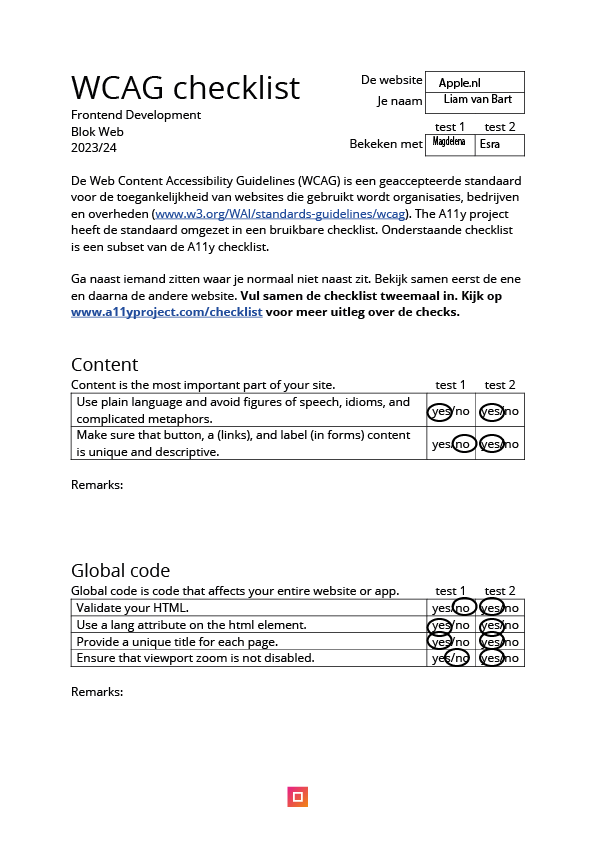 WCAG checklist
Frontend Development
Blok Web
2023/24
De website Apple.nl
Je naam Liam van Bart
test 1 test 2
Bekeken met Magdelena Esra
De Web Content Accessibility Guidelines (WCAG) is een geaccepteerde standaard
voor de toegankelijkheid van websites die gebruikt wordt organisaties, bedrijven
en overheden (www.w3.org/WAI/standards-guidelines/wcag). The A11y project
heeft de standaard omgezet in een bruikbare checklist. Onderstaande checklist
is een subset van de A11y checklist.
Ga naast iemand zitten waar je normaal niet naast zit. Bekijk samen eerst de ene
en daarna de andere website. Vul samen de checklist tweemaal in. Kijk op
www.a11yproject.com/checklist voor meer uitleg over de checks.
Content
Content is the most important part of your site. test 1 test 2
Use plain language and avoid figures of speech, idioms, and
complicated metaphors. yes/no yes/no
Make sure that button, a (links), and label (in forms) content
is unique and descriptive. yes/no yes/no
Remarks:
Global code
Global code is code that affects your entire website or app. test 1 test 2
Validate your HTML. yes/no yes/no
Use a lang attribute on the html element. yes/no yes/no
Provide a unique title for each page. yes/no yes/no
Ensure that viewport zoom is not disabled. yes/no yes/no
Remarks: